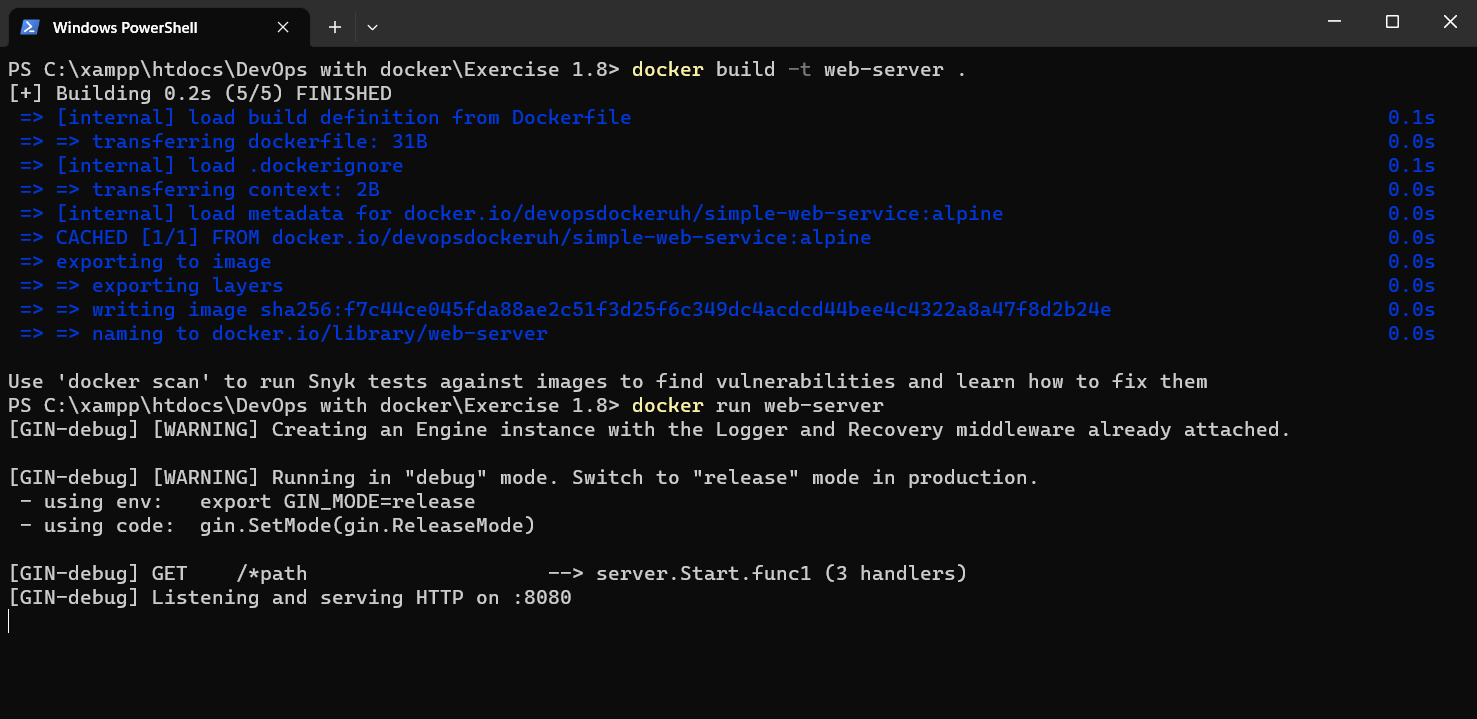 Windows PowerShell
PS C:\xampp\htdocs\DevOps with docker\Exercise 1.8> docker build -t web-server .
[+] Building 0.2s (5/5) FINISHED
=> [internal] load build definition from Dockerfile 0.1s
=> => transferring dockerfile: 31B 0.0s
=> [internal] load .dockerignore 0.1s
=> => transferring context: 2B 0.0s
=> [internal] load metadata for docker.io/devopsdockeruh/simple-web-service:alpine 0.0s
=> CACHED [1/1] FROM docker.io/devopsdockeruh/simple-web-service:alpine 0.0s
=> exporting to image 0.0s
=> => exporting layers 0.0s
=> => writing image sha256:f7c44ce045fda88ae2c51f3d25f6c349dc4acdcd44bee4c4322a8a47f8d2b24e 0.0s
=> => naming to docker.io/library/web-server 0.0s
Use 'docker scan' to run Snyk tests against images to find vulnerabilities and learn how to fix them
PS C:\xampp\htdocs\DevOps with docker\Exercise 1.8> docker run web-server
[GIN-debug] [WARNING] Creating an Engine instance with the Logger and Recovery middleware already attached.
[GIN-debug] [WARNING] Running in "debug" mode. Switch to "release" mode in production.
- using env: export GIN_MODE=release
- using code: gin.SetMode(gin.ReleaseMode)
[GIN-debug] GET /*path --> server.Start.func1 (3 handlers)
[GIN-debug] Listening and serving HTTP on :8080